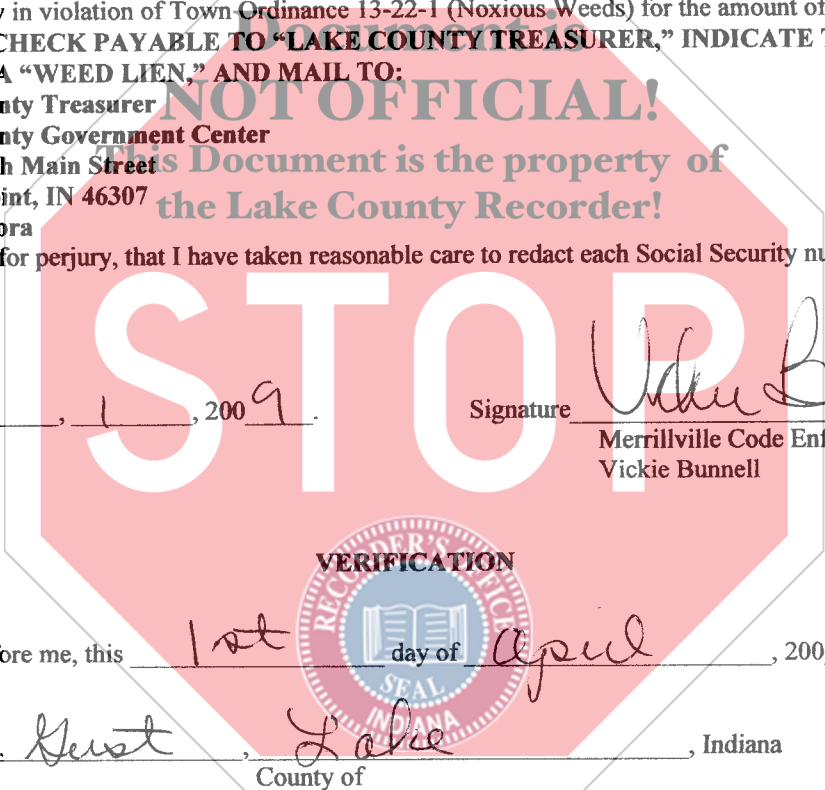 in violation of Town Ordinance 13-22-1 (Noxious Weeds) for the amount of
Document is
CHECK PAYABLE TO “LAKE COUNTY TREASURER,” INDICATE
A “WEED LIEN,” AND MAIL TO:
nty Treasurer
NOT OFFICIAL!
nty Government Center
h Main Street
This Document is the property of
int, IN 46307
the Lake County Recorder!
ora
for perjury, that I have taken reasonable care to redact each Social Security nu
STOP
, 1, 2009.
Signature Vickie B
Merrillville Code Enf
Vickie Bunnell
VERIFICATION
RECORDER'S OFFICE
SEAL
INDIANA
ore me, this 1st day of April, 200
, Lake, Indiana
County of